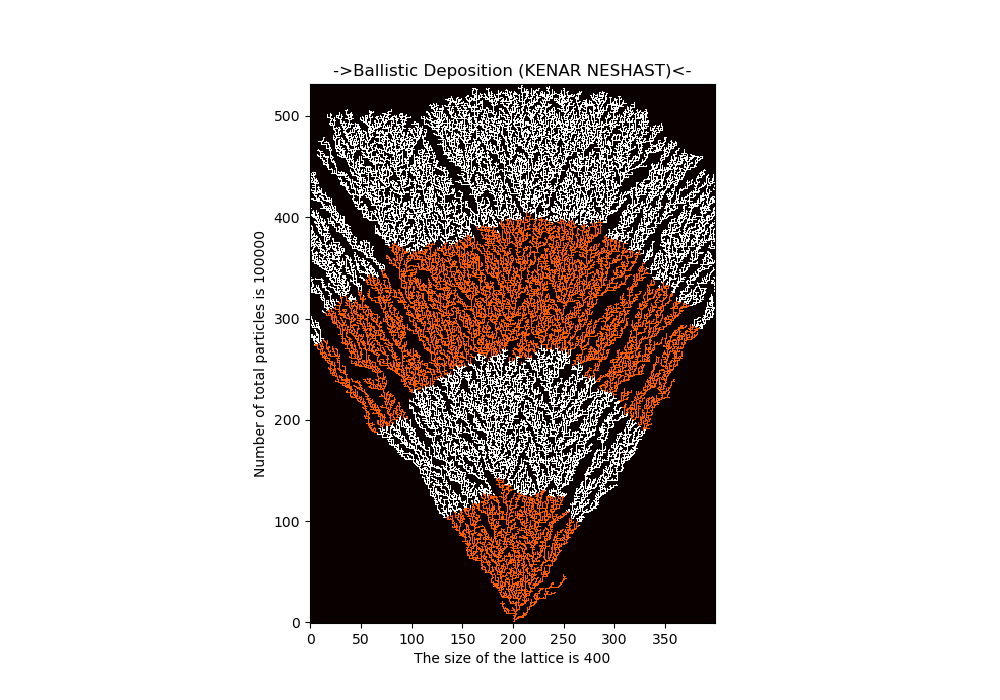 ->Ballistic Deposition (KENAR NESHAST)<-
500
400
300
200
100
0
Number of total particles is 1000000
0 50 100 150 200 250 300 350
The size of the lattice is 400